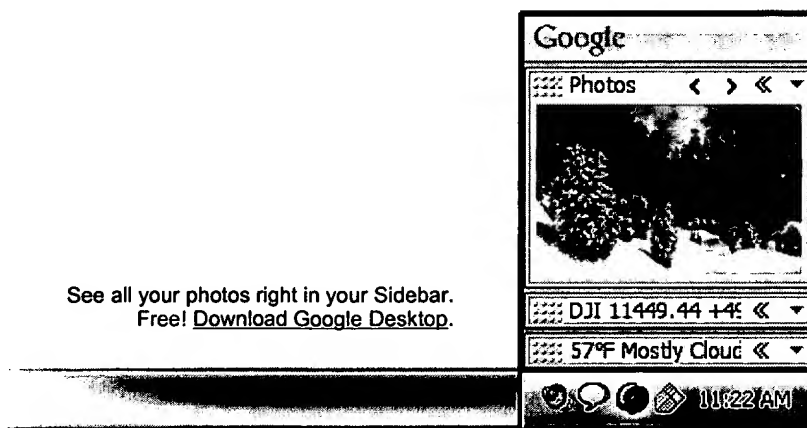 Google
Photos
See all your photos right in your Sidebar.
Free! Download Google Desktop.
DJI 11449.44 +49
57°F Mostly Cloud
11:22 AM